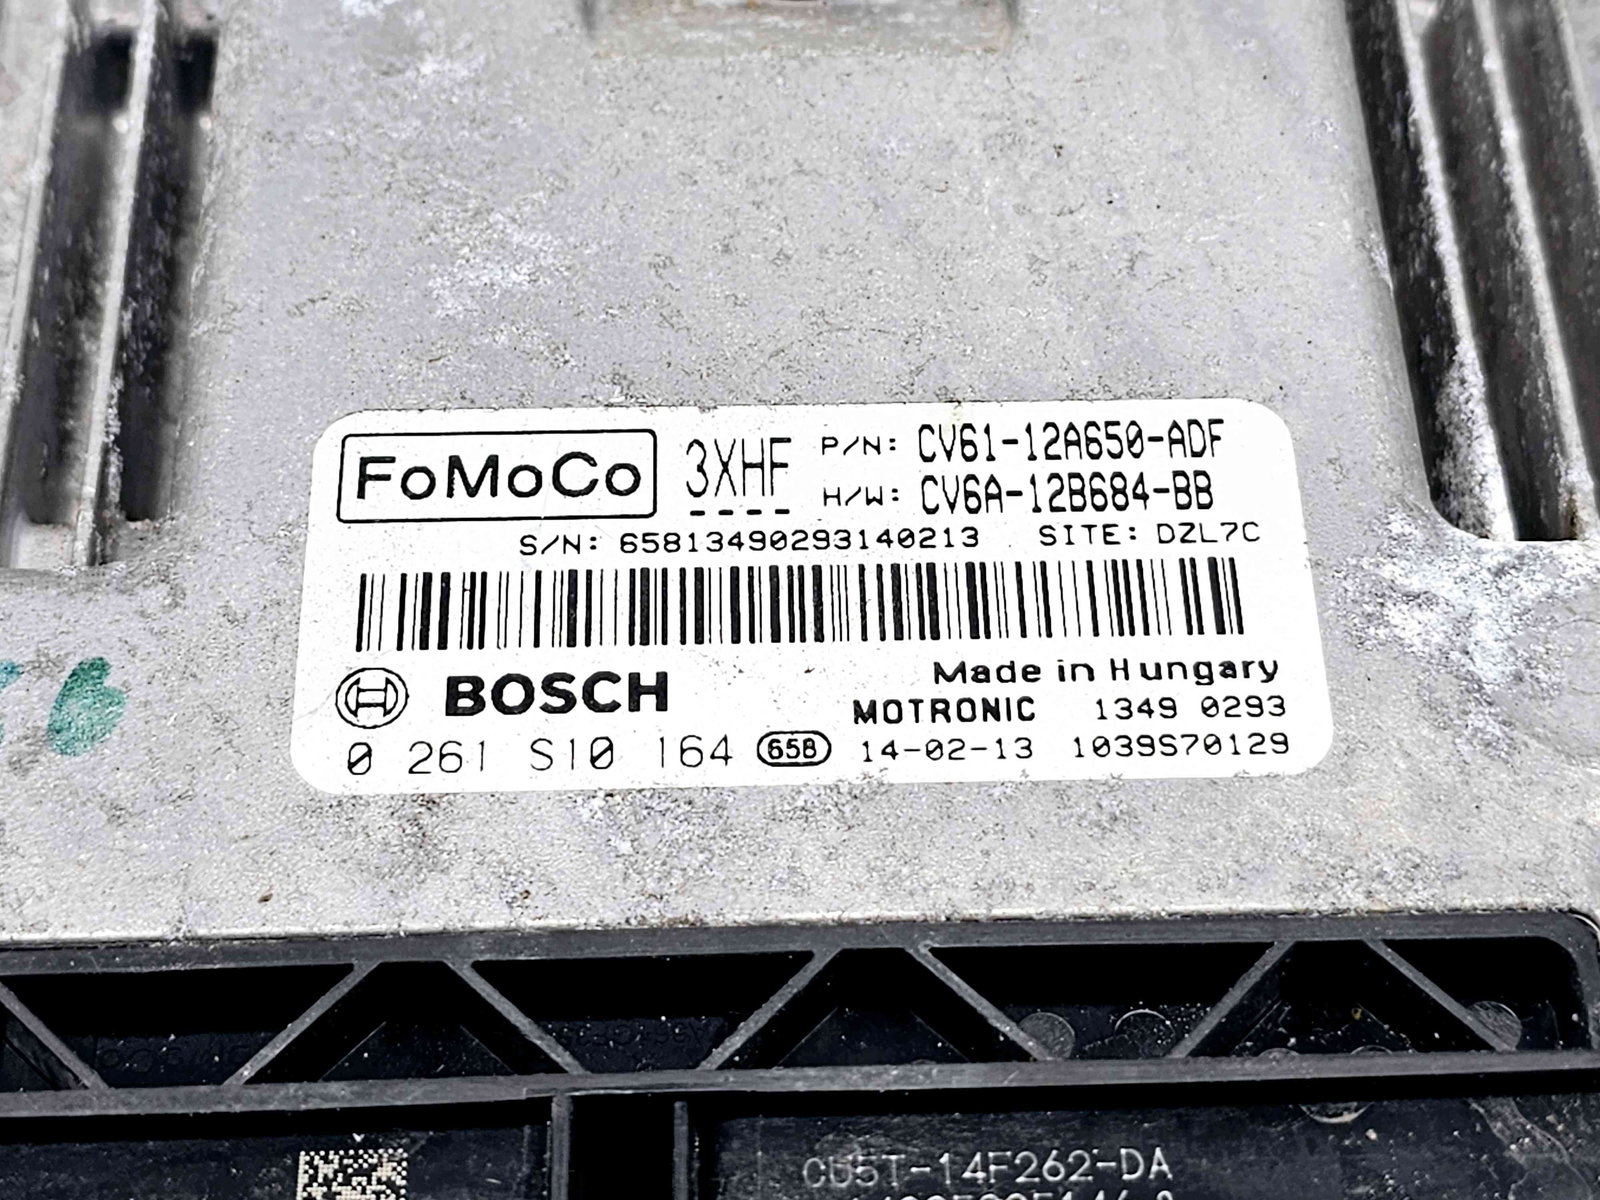 FoMoCo 3XHF P/N: CV61-12A650-ADF
H/W: CV6A-12B684-BB
S/N: 65813490293140213 SITE: DZL7C
BOSCH Made in Hungary
MOTRONIC 1349 0293
0 261 S10 164 658 14-02-13 1039S70129
CU5T-14F262-DA